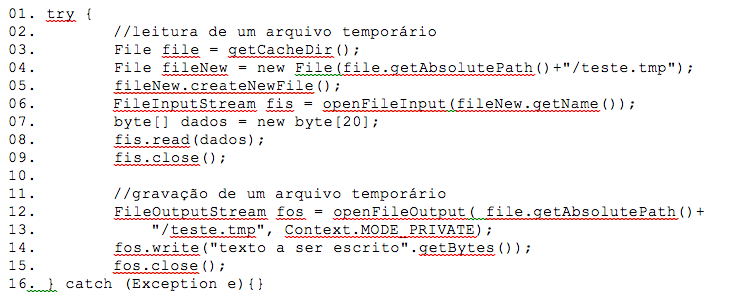 01. try {
02. //leitura de um arquivo temporário
03. File file = getCacheDir();
04. File fileNew = new File(file.getAbsolutePath()+"/teste.tmp");
05. fileNew.createNewFile();
06. FileInputStream fis = openFileInput(fileNew.getName());
07. byte[] dados = new byte[20];
08. fis.read(dados);
09. fis.close();
10.
11. //gravação de um arquivo temporário
12. FileOutputStream fos = openFileOutput( file.getAbsolutePath()+
13. "/teste.tmp", Context.MODE_PRIVATE);
14. fos.write("texto a ser escrito".getBytes());
15. fos.close();
16. } catch (Exception e){}